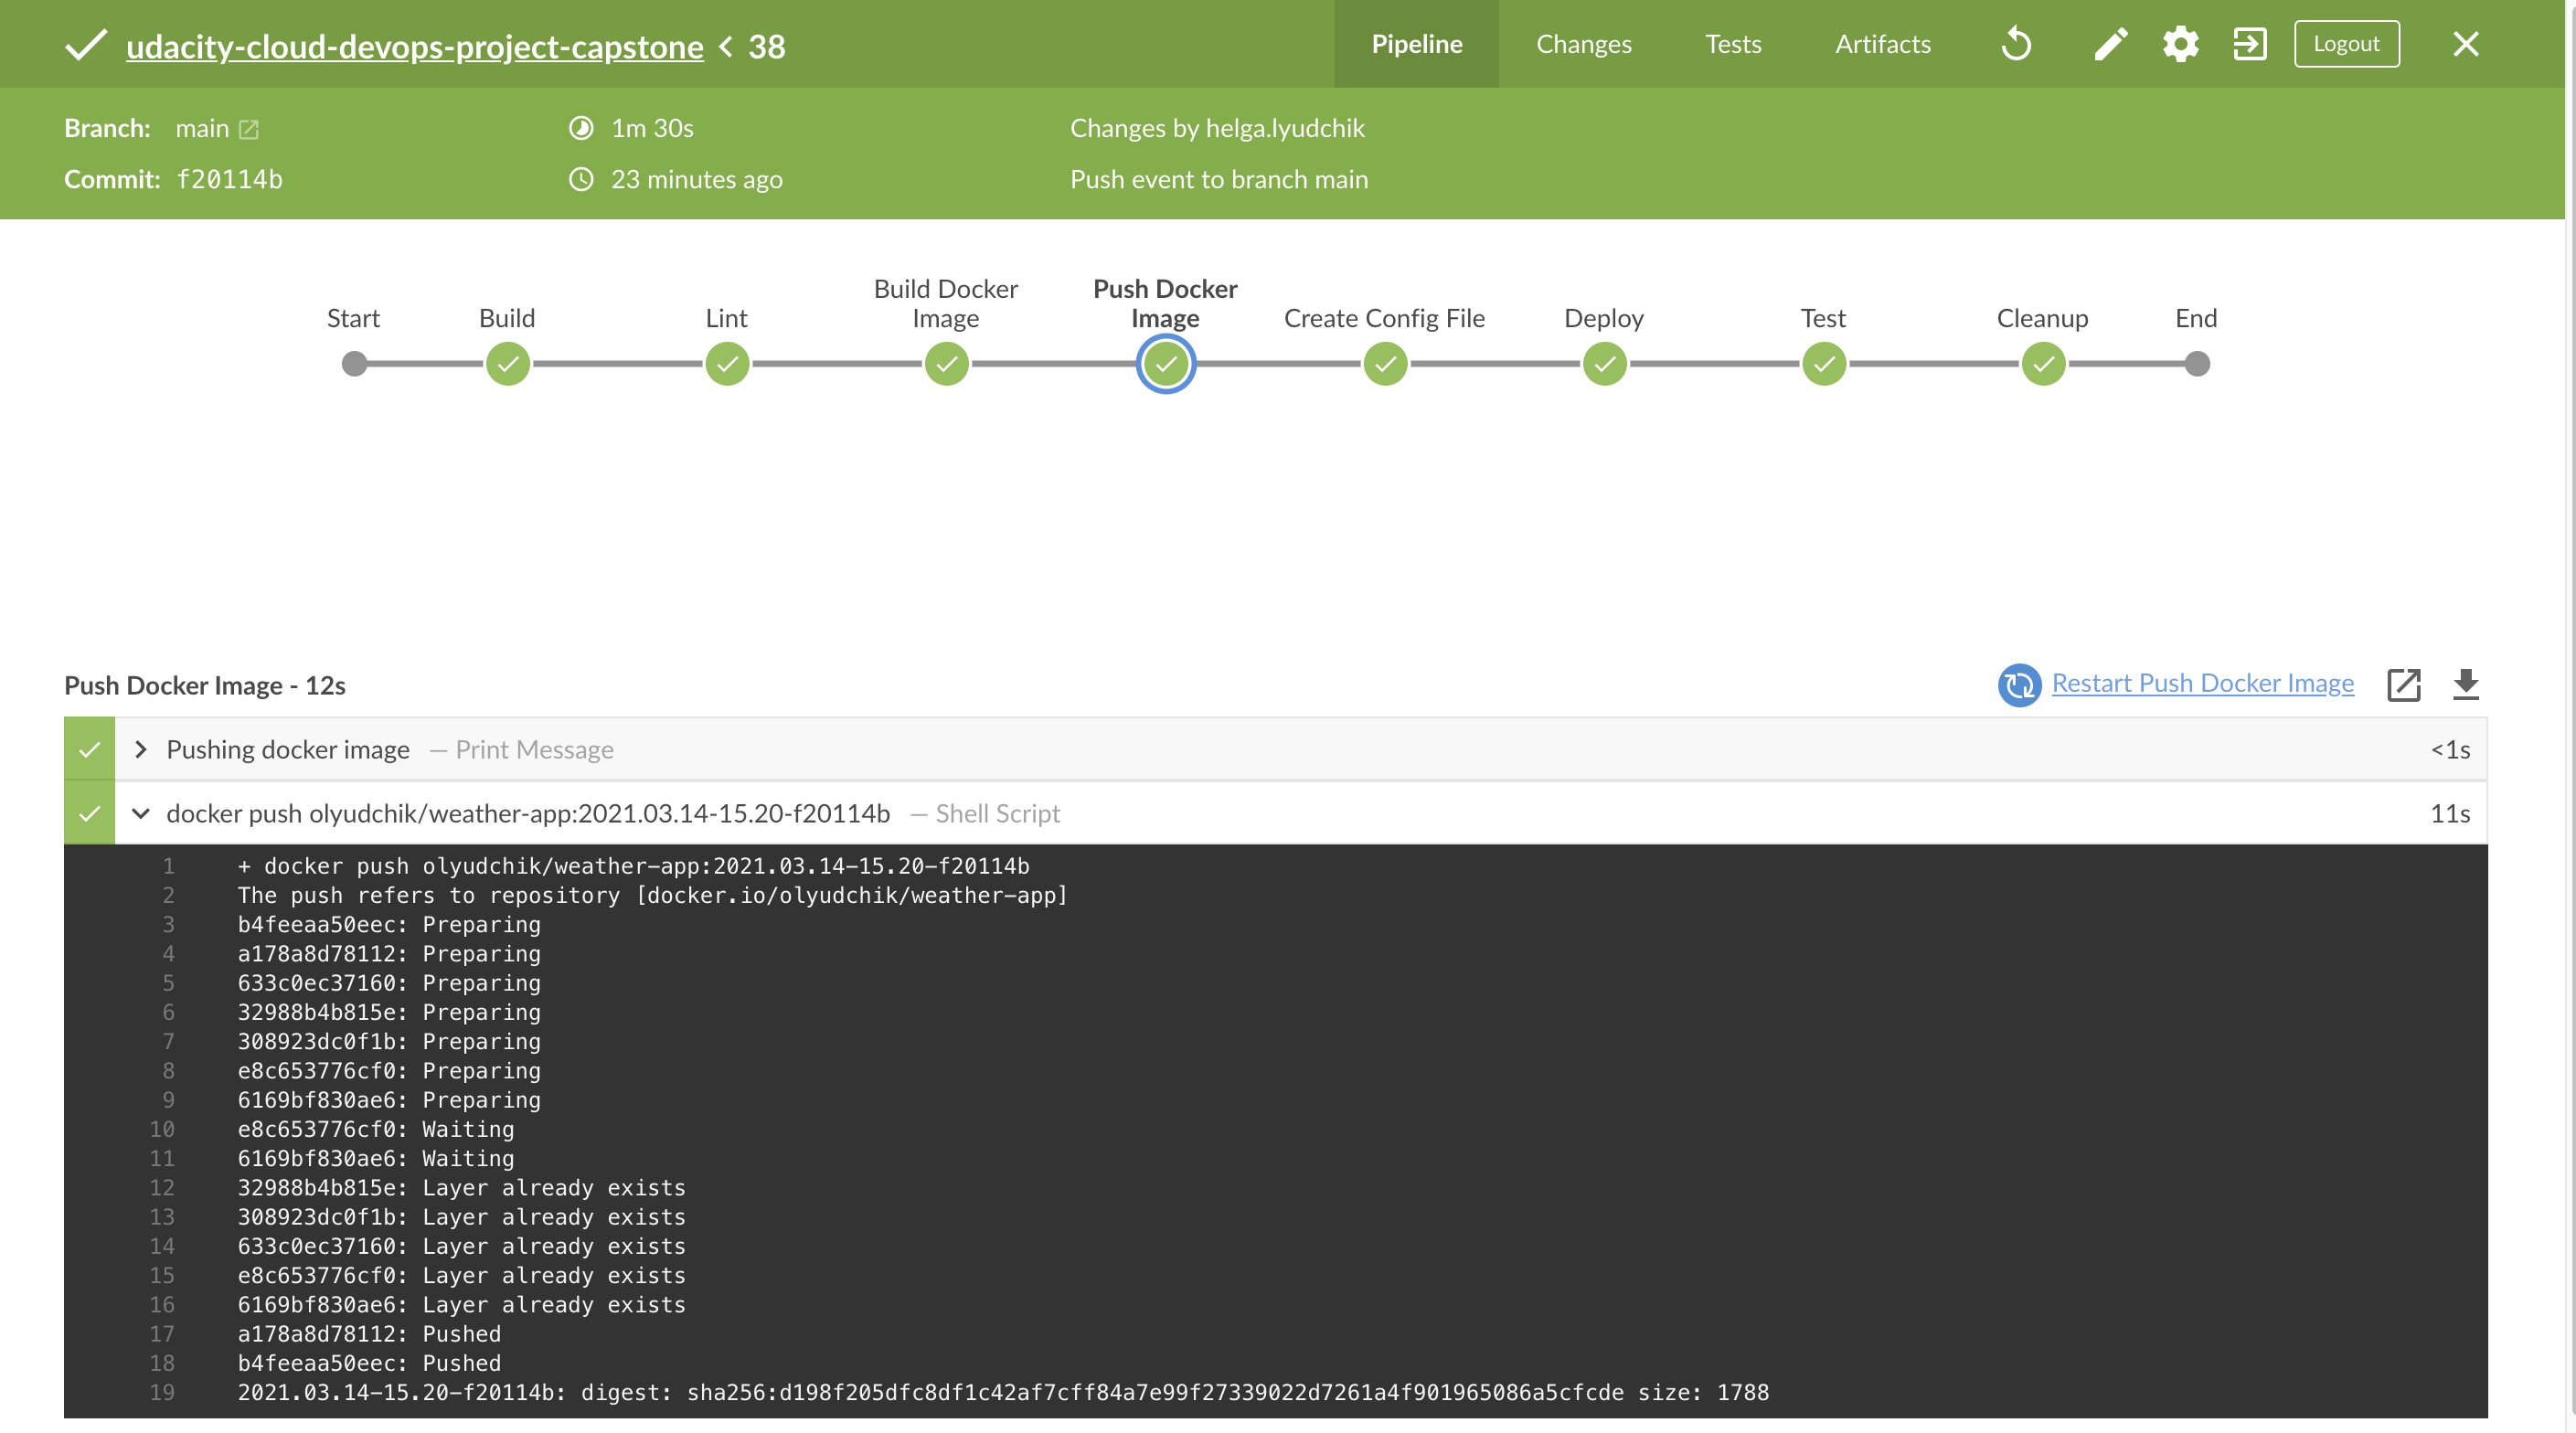 udacity-cloud-devops-project-capstone < 38
Pipeline
Changes
Tests
Artifacts
Logout
Branch: main
1m 30s
Changes by helga.lyudchik
Commit: f20114b
23 minutes ago
Push event to branch main
Start
Build
Lint
Build Docker
Image
Push Docker
Image
Create Config File
Deploy
Test
Cleanup
End
Push Docker Image - 12s
Restart Push Docker Image
Pushing docker image — Print Message <1s
docker push olyudchik/weather-app:2021.03.14-15.20-f20114b — Shell Script 11s
1 + docker push olyudchik/weather-app:2021.03.14-15.20-f20114b
2 The push refers to repository [docker.io/olyudchik/weather-app]
3 b4feeaa50eec: Preparing
4 a178a8d78112: Preparing
5 633c0ec37160: Preparing
6 32988b4b815e: Preparing
7 308923dc0f1b: Preparing
8 e8c653776cf0: Preparing
9 6169bf830ae6: Preparing
10 e8c653776cf0: Waiting
11 6169bf830ae6: Waiting
12 32988b4b815e: Layer already exists
13 308923dc0f1b: Layer already exists
14 633c0ec37160: Layer already exists
15 e8c653776cf0: Layer already exists
16 6169bf830ae6: Layer already exists
17 a178a8d78112: Pushed
18 b4feeaa50eec: Pushed
19 2021.03.14-15.20-f20114b: digest: sha256:d198f205dfc8df1c42af7cff84a7e99f27339022d7261a4f901965086a5cfcde size: 1788